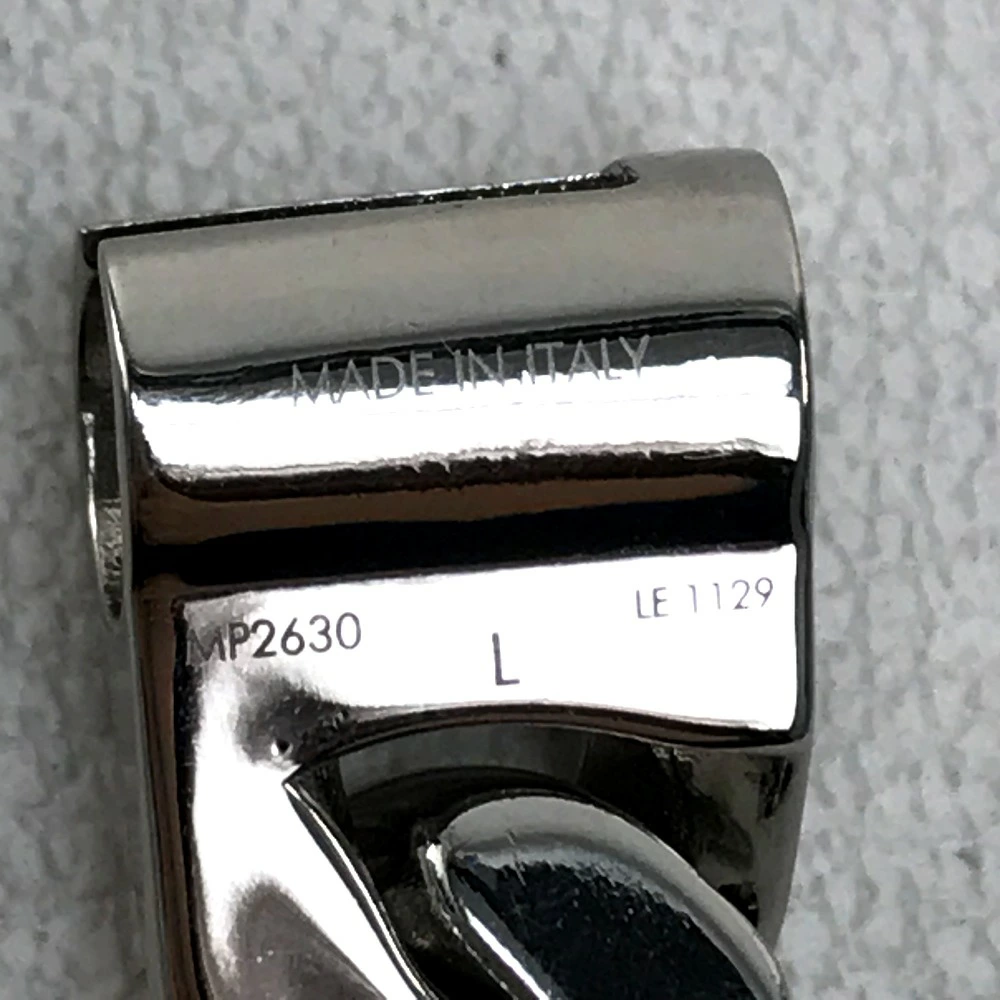 MADE IN ITALY
MP2630
L
LE 1129